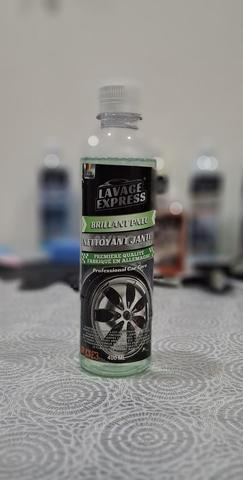 LAVAGE
EXPRESS
BRILLANT PNEU
NETTOYANT JANTE
PREMIÈRE QUALITÉ
FABRIQUÉ EN ALLEMAGNE
Professional Car Care
400 ML